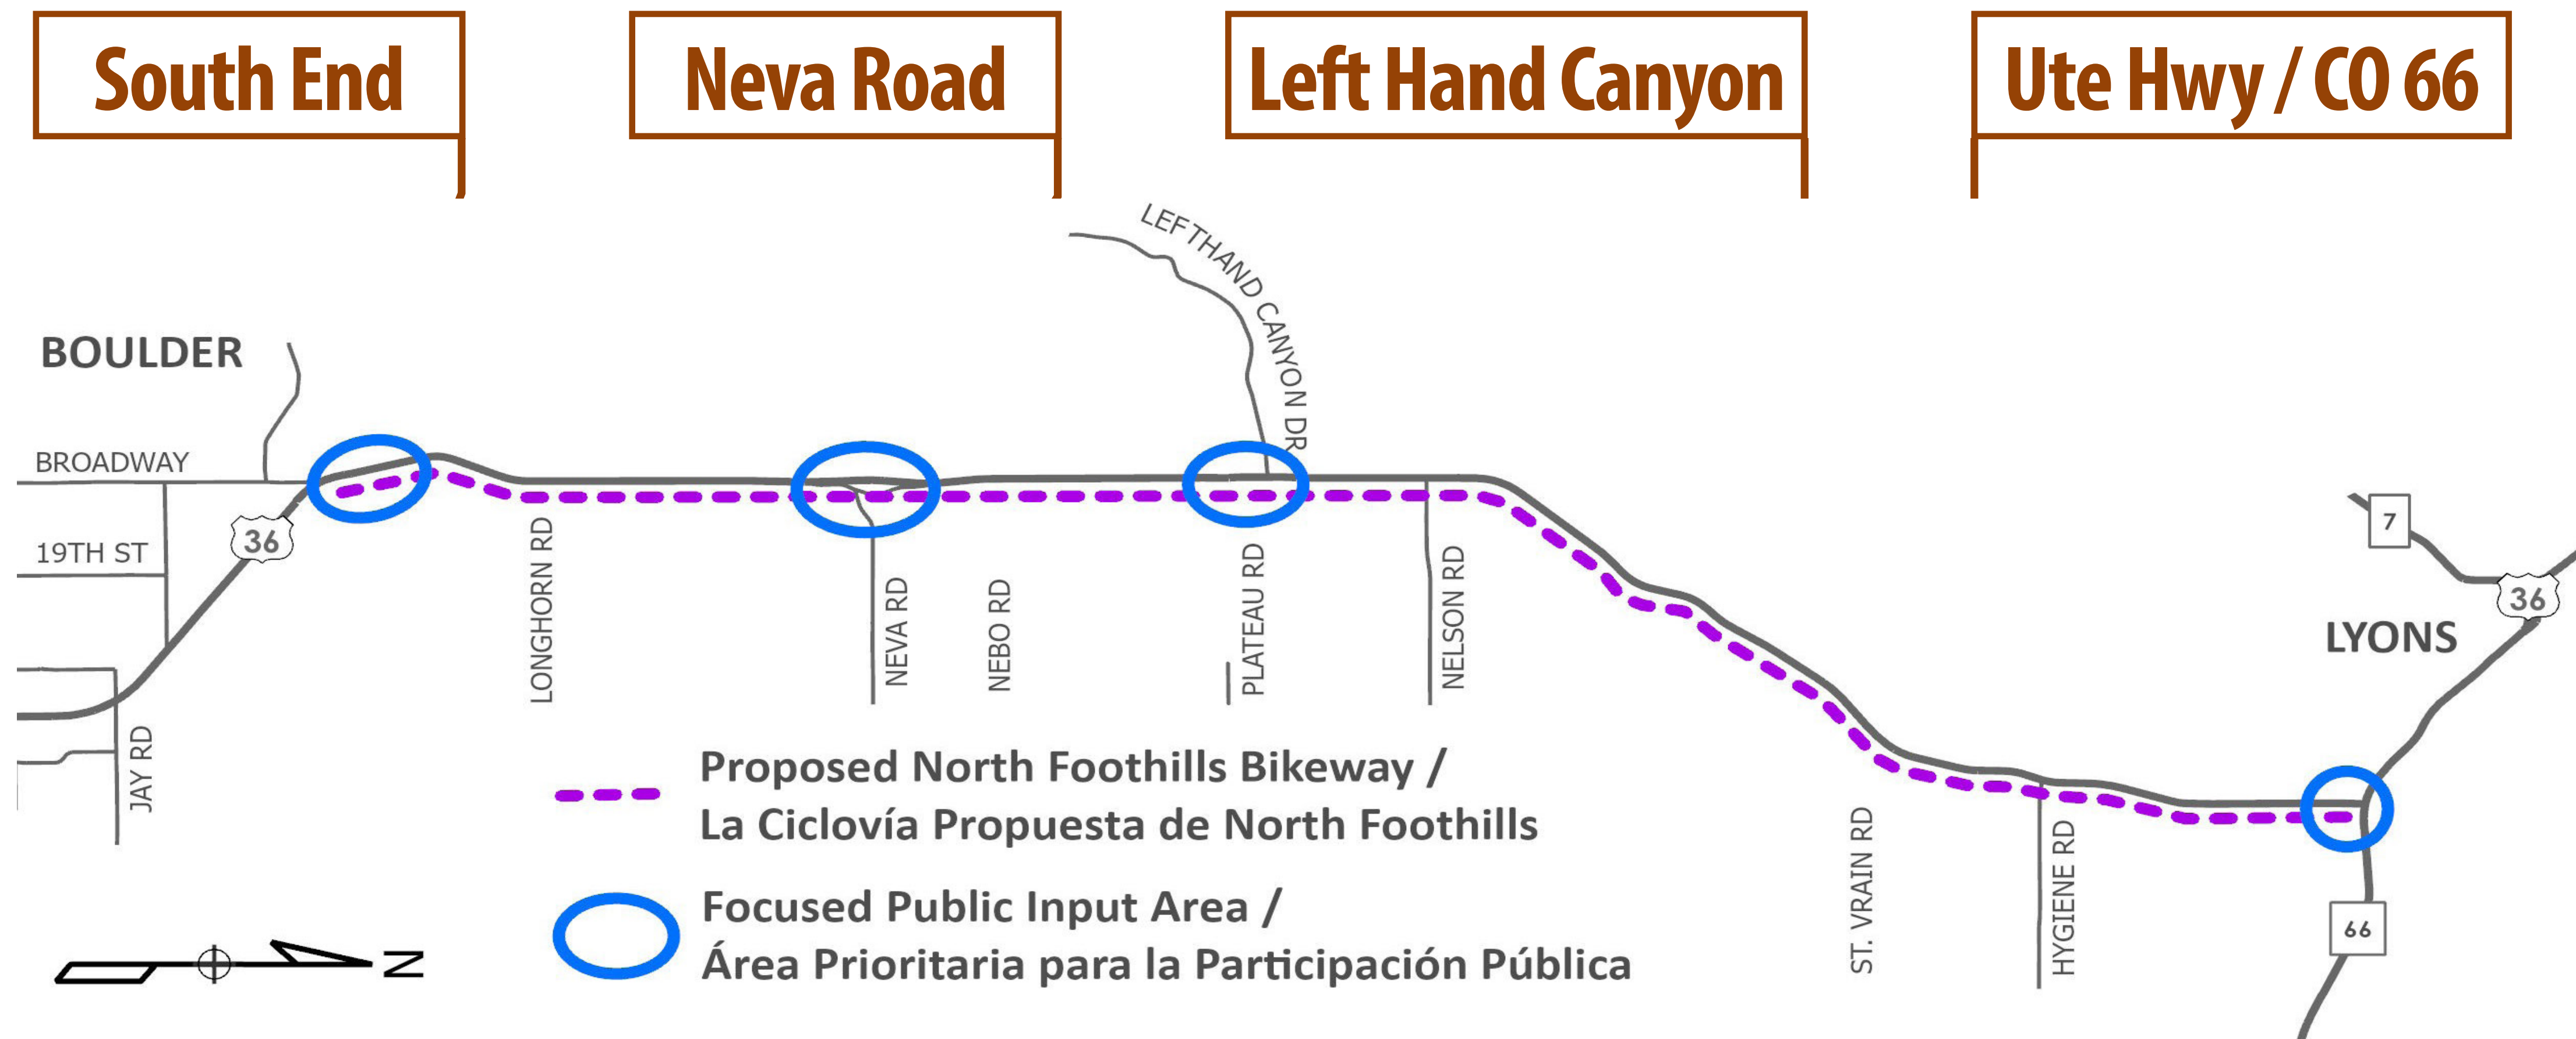 South End
Neva Road
Left Hand Canyon
Ute Hwy / CO 66
LEFTHAND CANYON DR
BOULDER
BROADWAY
19TH ST
36
JAY RD
LONGHORN RD
NEVA RD
NEBO RD
PLATEAU RD
NELSON RD
7
36
LYONS
ST. VRAIN RD
HYGIENE RD
66
Proposed North Foothills Bikeway /
La Ciclovía Propuesta de North Foothills
Focused Public Input Area /
Área Prioritaria para la Participación Pública
N